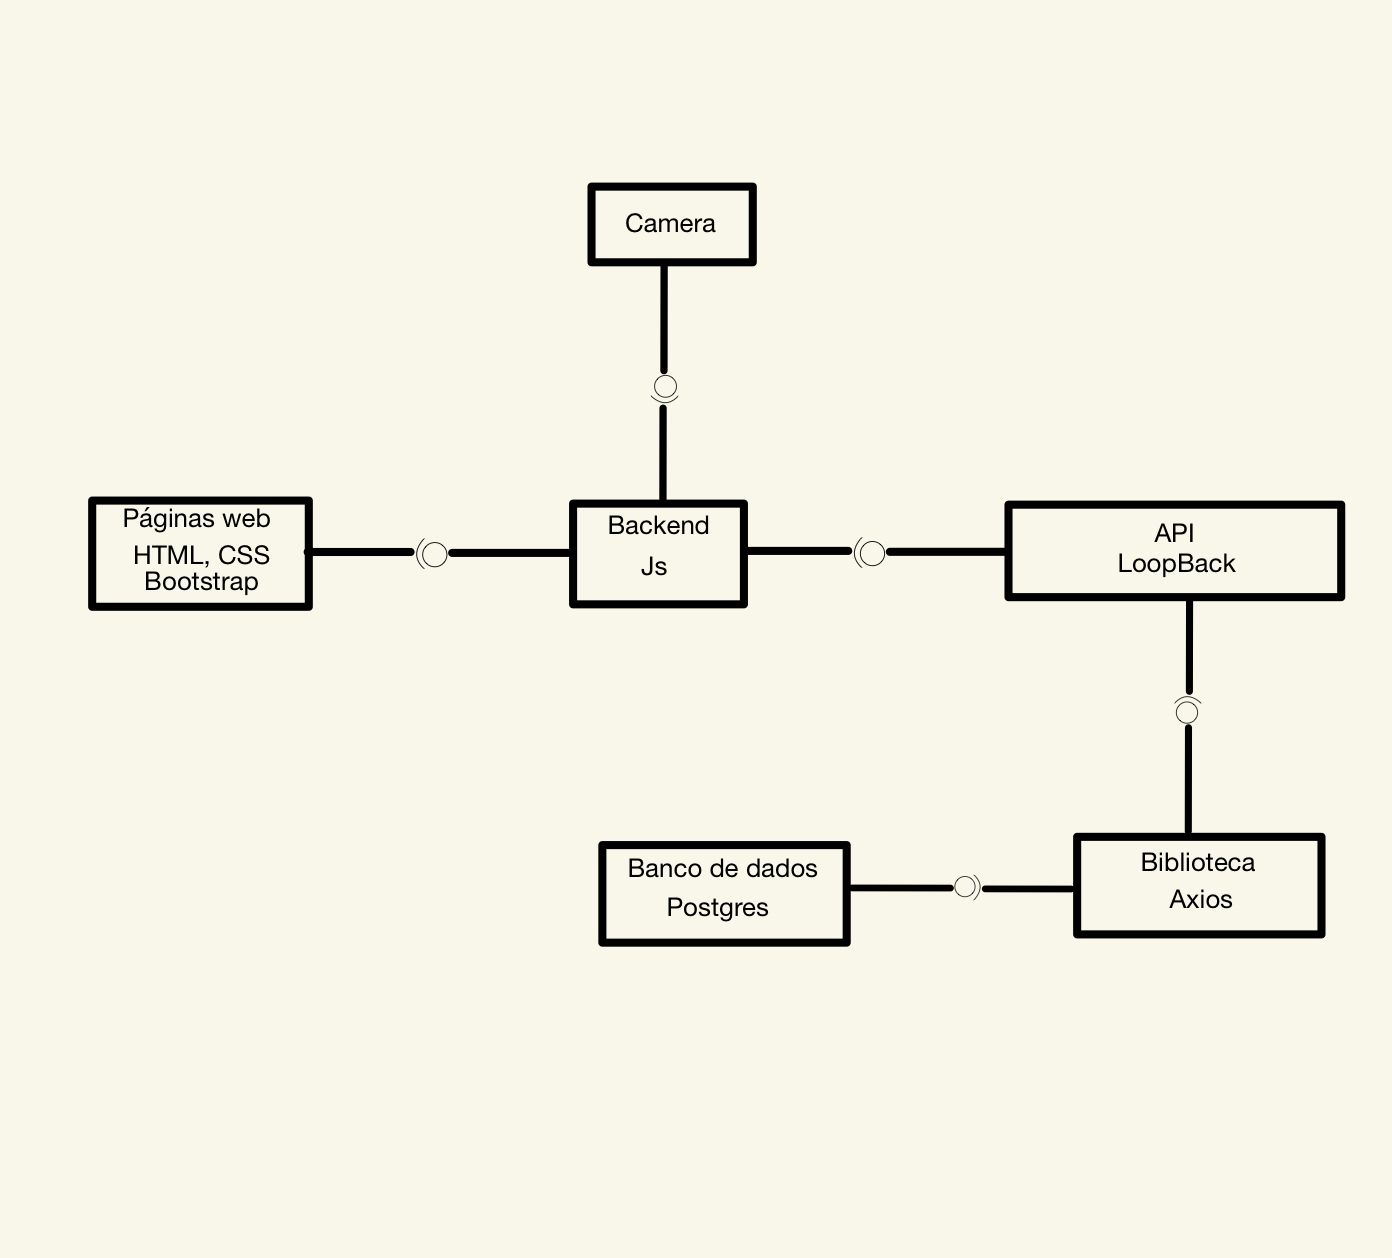 Camera
Páginas web
HTML, CSS
Bootstrap
Backend
Js
API
LoopBack
Banco de dados
Postgres
Biblioteca
Axios